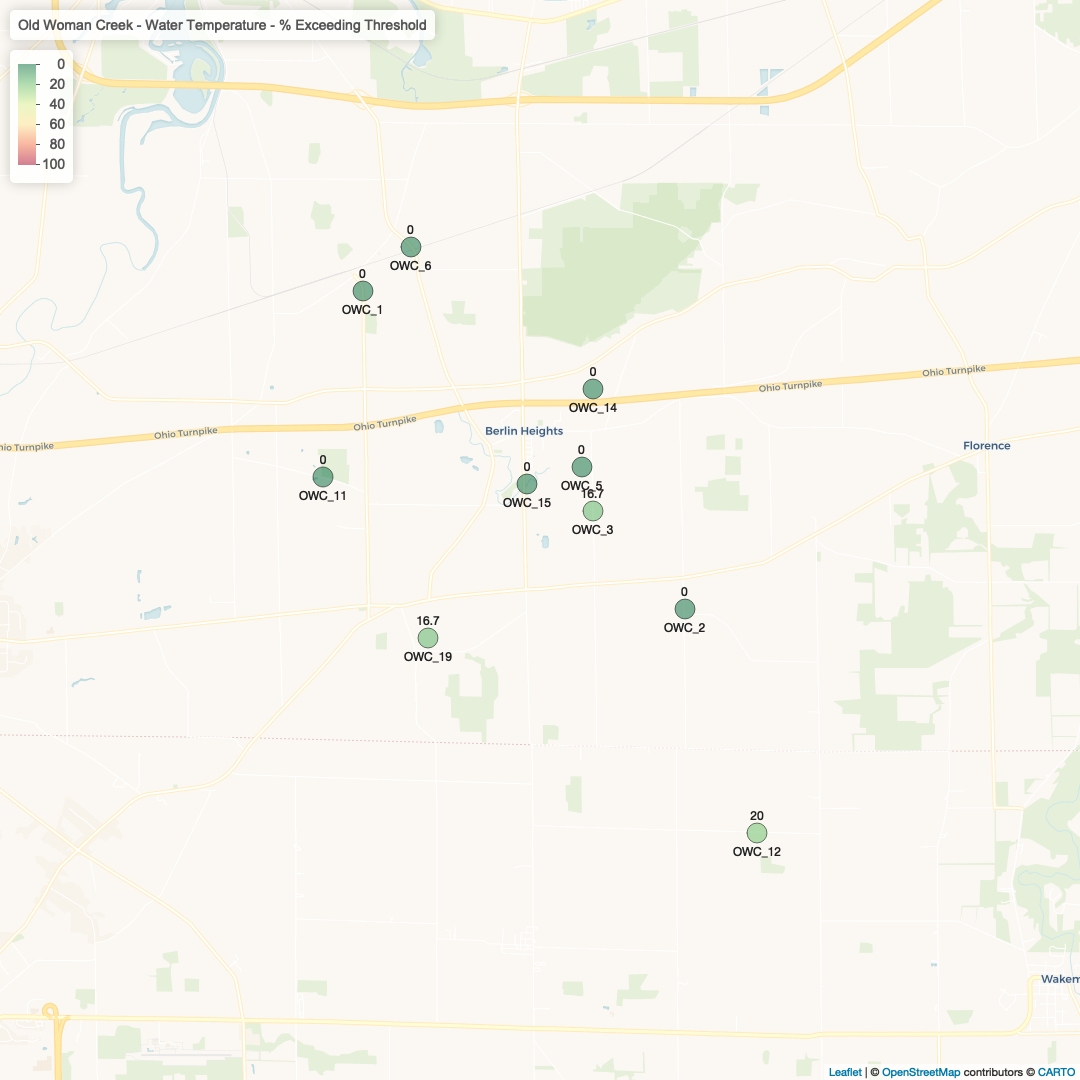 Old Woman Creek - Water Temperature - % Exceeding Threshold
0
20
40
60
80
100
0
OWC_6
0
OWC_1
Ohio Turnpike
Ohio Turnpike
0
OWC_14
Ohio Turnpike
Ohio Turnpike
hio Turnpike
Berlin Heights
Florence
0
OWC_11
0
OWC_15
0
OWC_5
16.7
OWC_3
0
OWC_2
16.7
OWC_19
20
OWC_12
Wakem
Leaflet | © OpenStreetMap contributors © CARTO